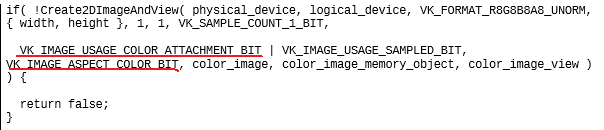 if( !Create2DImageAndView( physical_device, logical_device, VK_FORMAT_R8G8B8A8_UNORM,
{ width, height }, 1, 1, VK_SAMPLE_COUNT_1_BIT,
VK_IMAGE_USAGE_COLOR_ATTACHMENT_BIT | VK_IMAGE_USAGE_SAMPLED_BIT,
VK_IMAGE_ASPECT_COLOR_BIT, color_image, color_image_memory_object, color_image_view )
) {
return false;
}